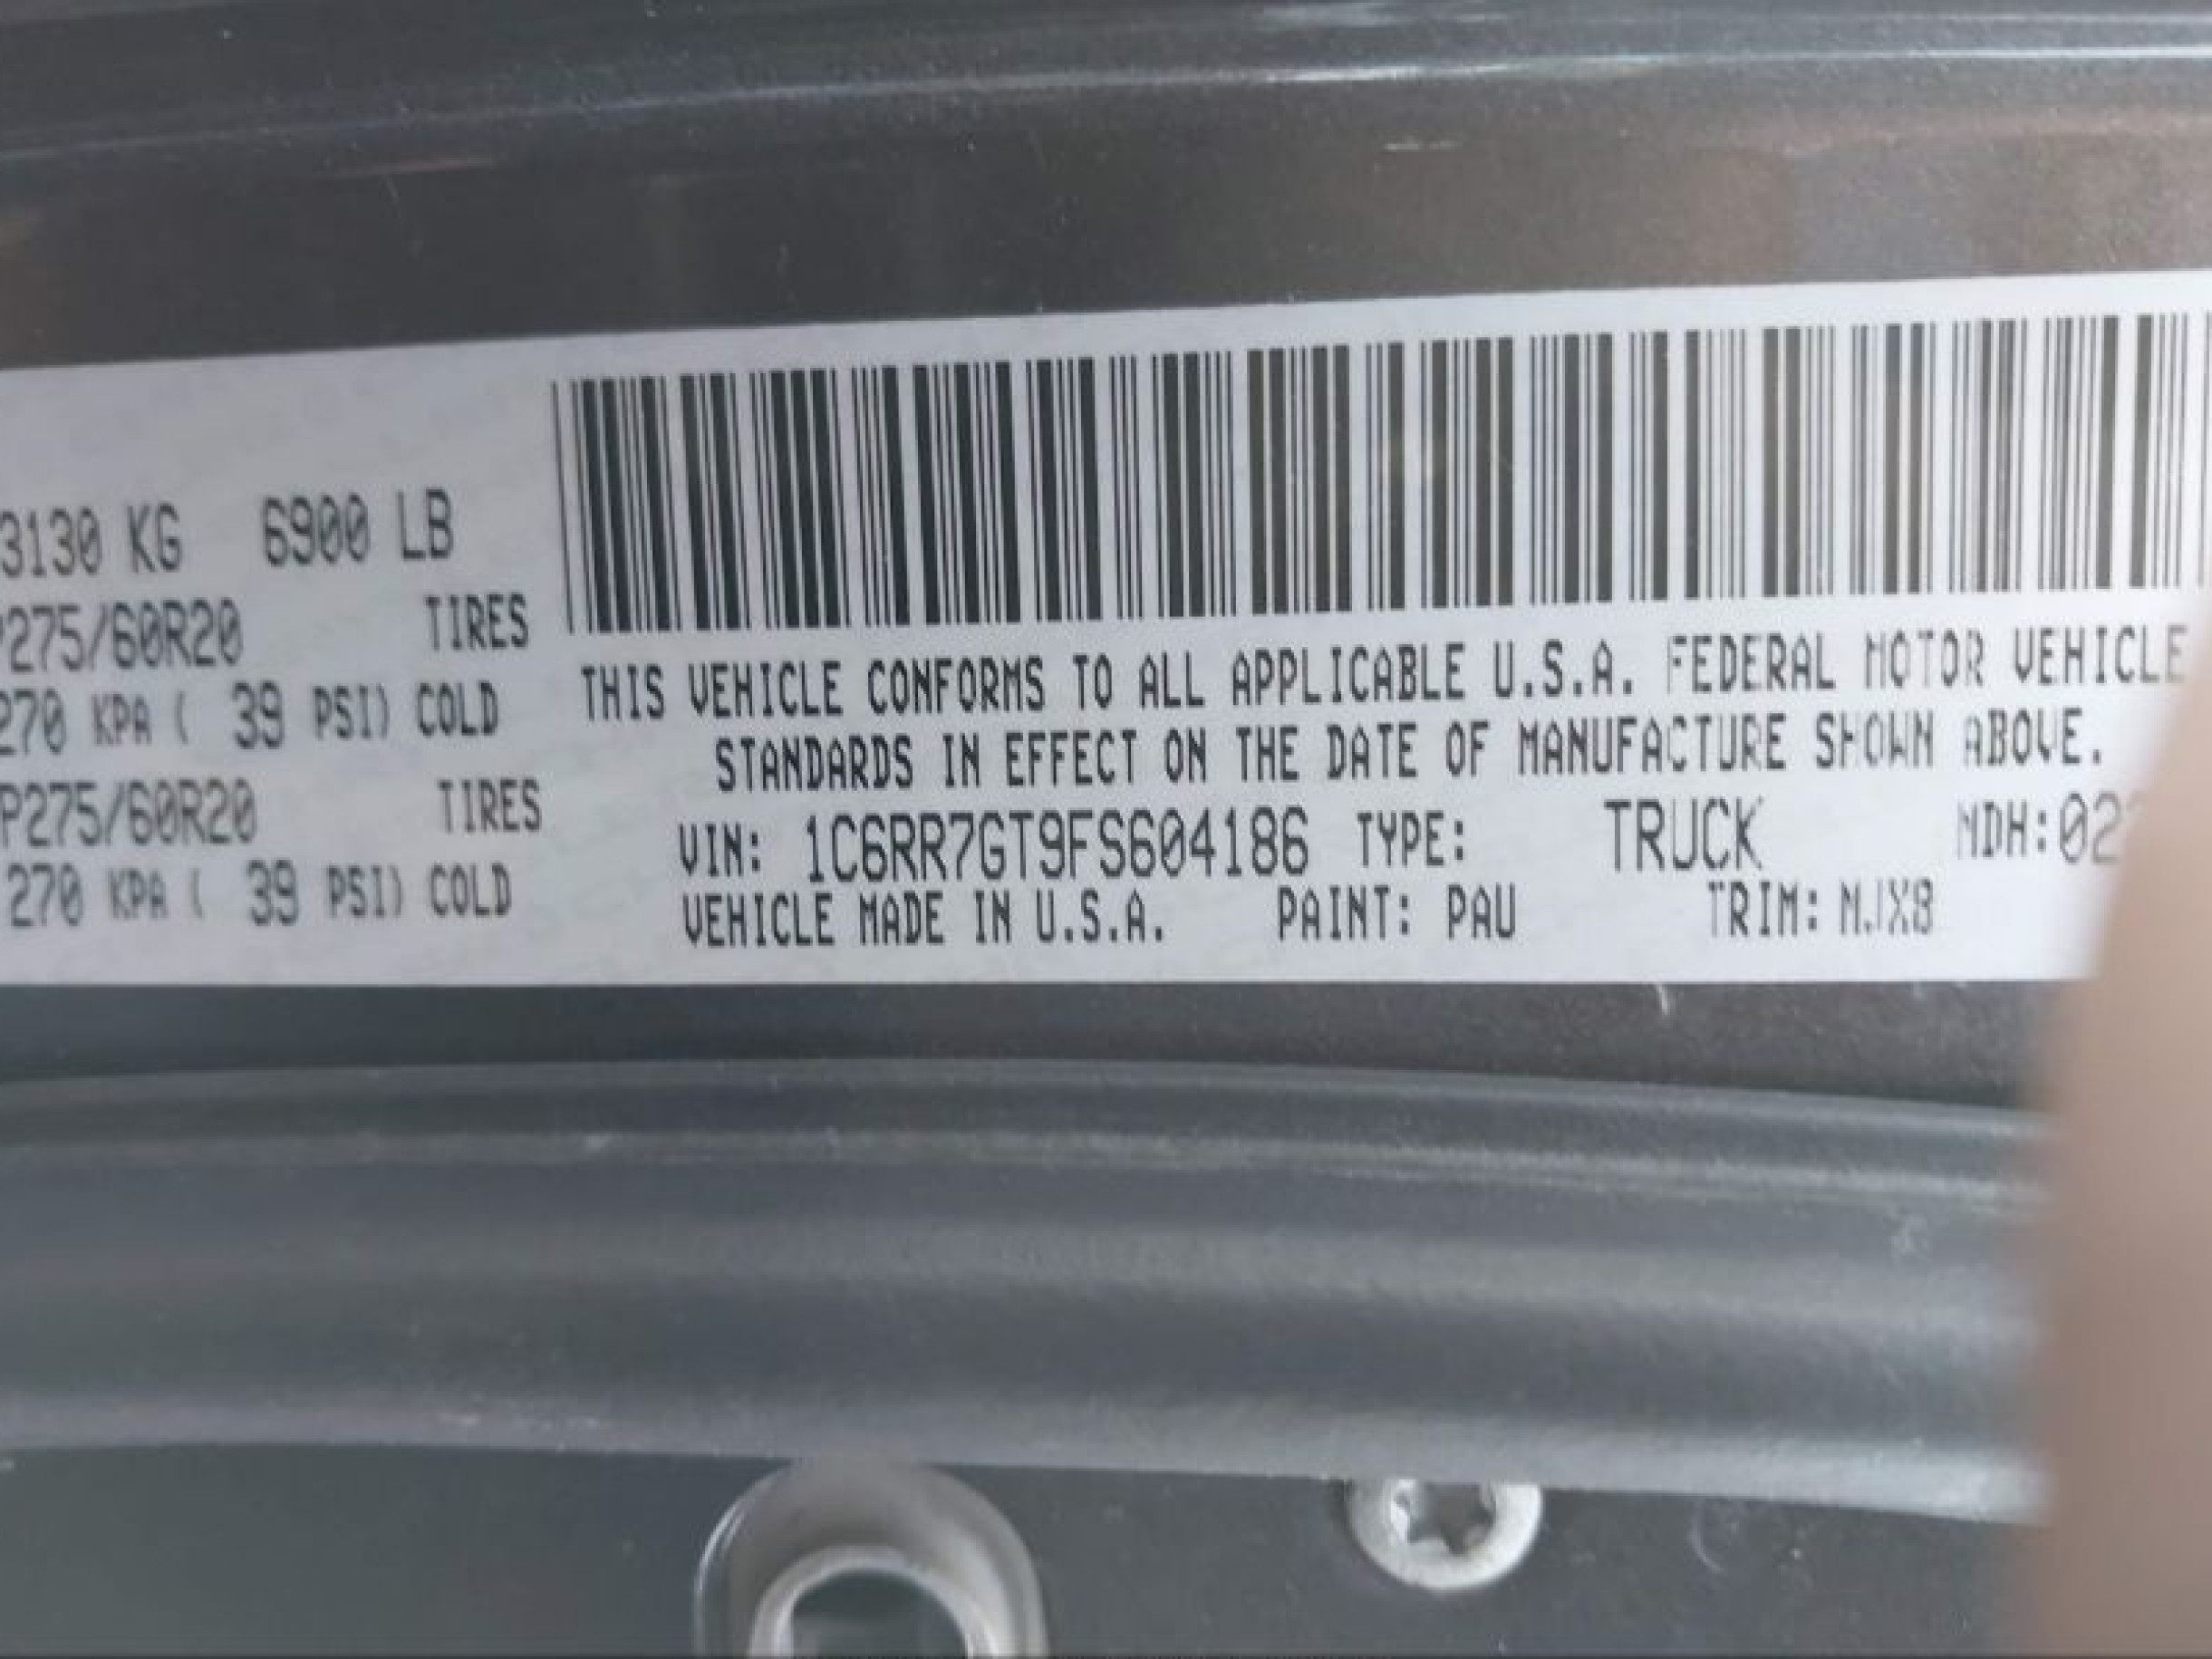 3130 KG 6900 LB
P275/60R20 TIRES
270 KPA ( 39 PSI) COLD
P275/60R20 TIRES
270 KPA ( 39 PSI) COLD
THIS VEHICLE CONFORMS TO ALL APPLICABLE U.S.A. FEDERAL MOTOR VEHICLE
STANDARDS IN EFFECT ON THE DATE OF MANUFACTURE SHOWN ABOVE.
VIN: 1C6RR7GT9FS604186 TYPE: TRUCK MDH:
VEHICLE MADE IN U.S.A. PAINT: PAU TRIM: MJX8